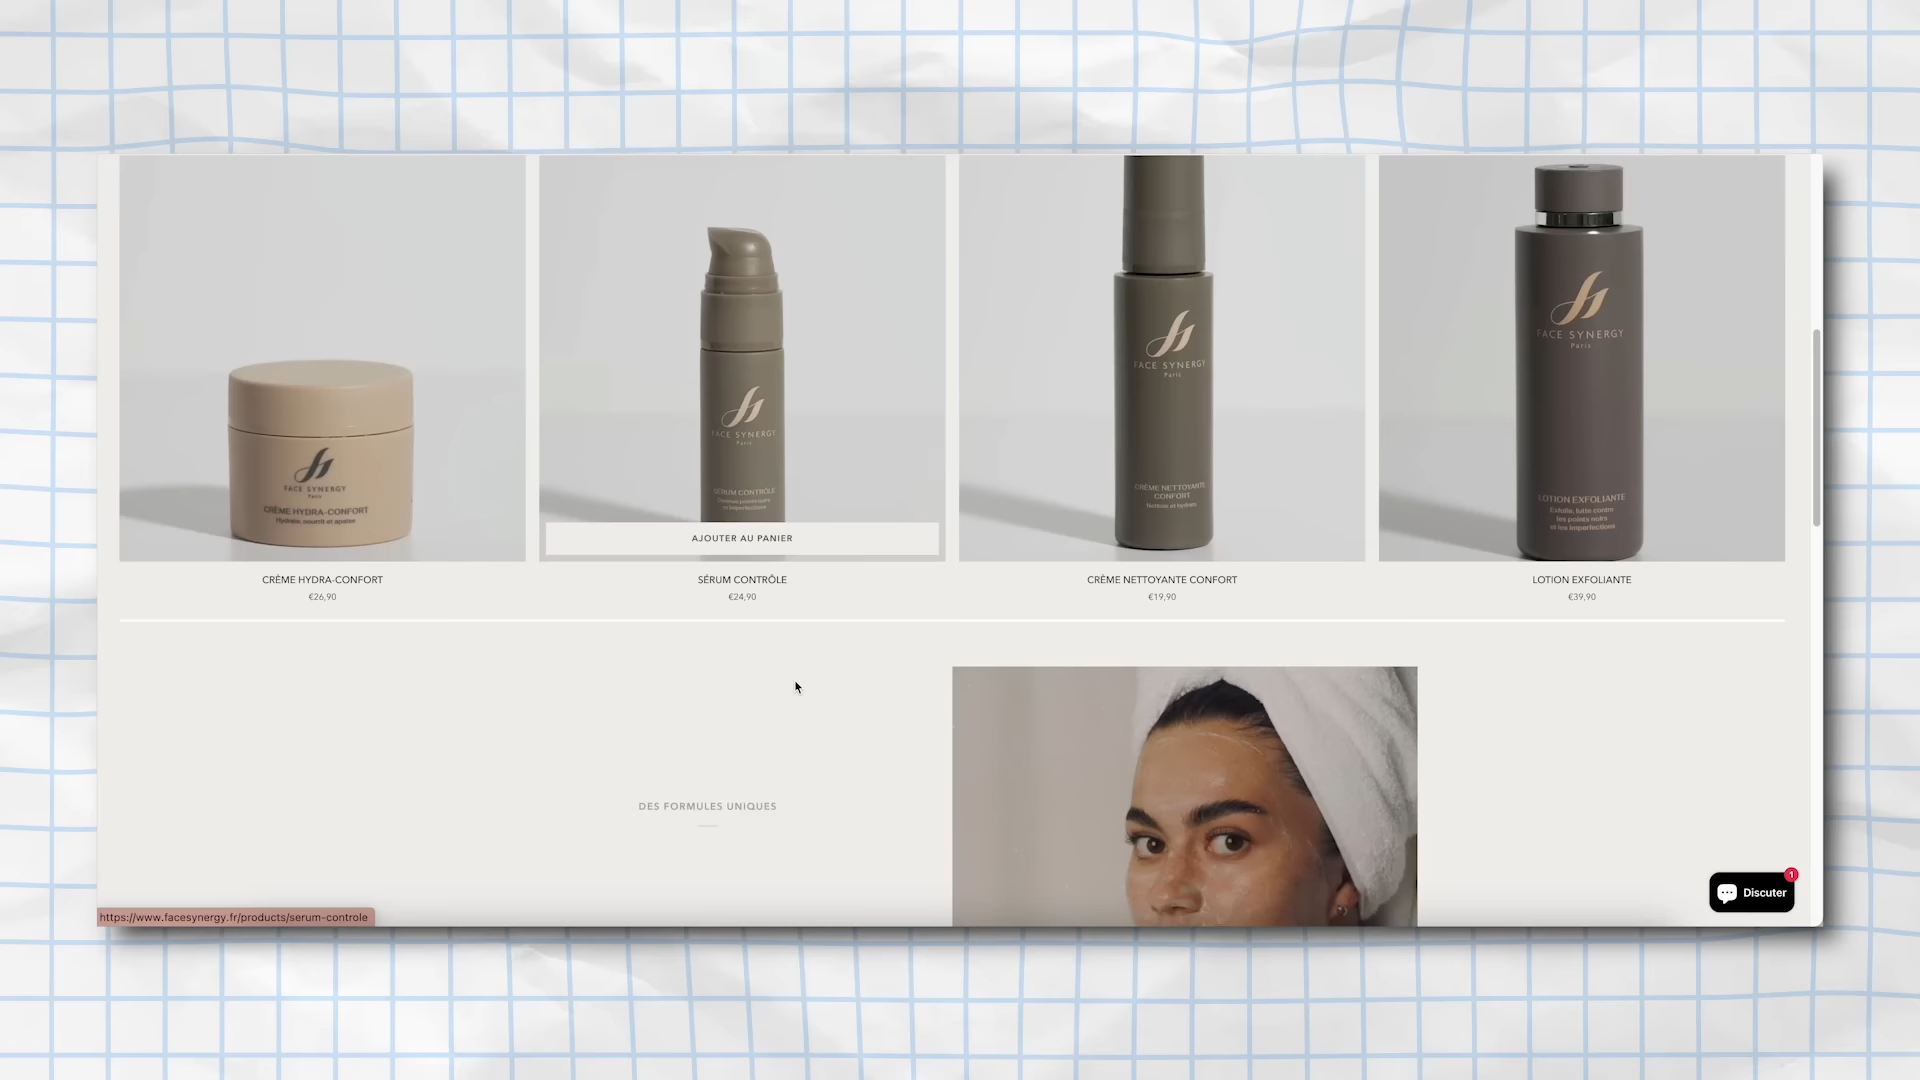 FACE SYNERGY
Paris
CRÈME HYDRA-CONFORT
Hydrate, nourrit et apaise
FACE SYNERGY
Paris
SÉRUM CONTRÔLE
et imperfections
AJOUTER AU PANIER
FACE SYNERGY
Paris
CRÈME NETTOYANTE
CONFORT
Nettoie et hydrate
FACE SYNERGY
Paris
LOTION EXFOLIANTE
Exfolie, lutte contre
les points noirs
et les imperfections
CRÈME HYDRA-CONFORT
€26,90
SÉRUM CONTRÔLE
€24,90
CRÈME NETTOYANTE CONFORT
€19,90
LOTION EXFOLIANTE
€39,90
DES FORMULES UNIQUES
1
Discuter
https://www.facesynergy.fr/products/serum-controle